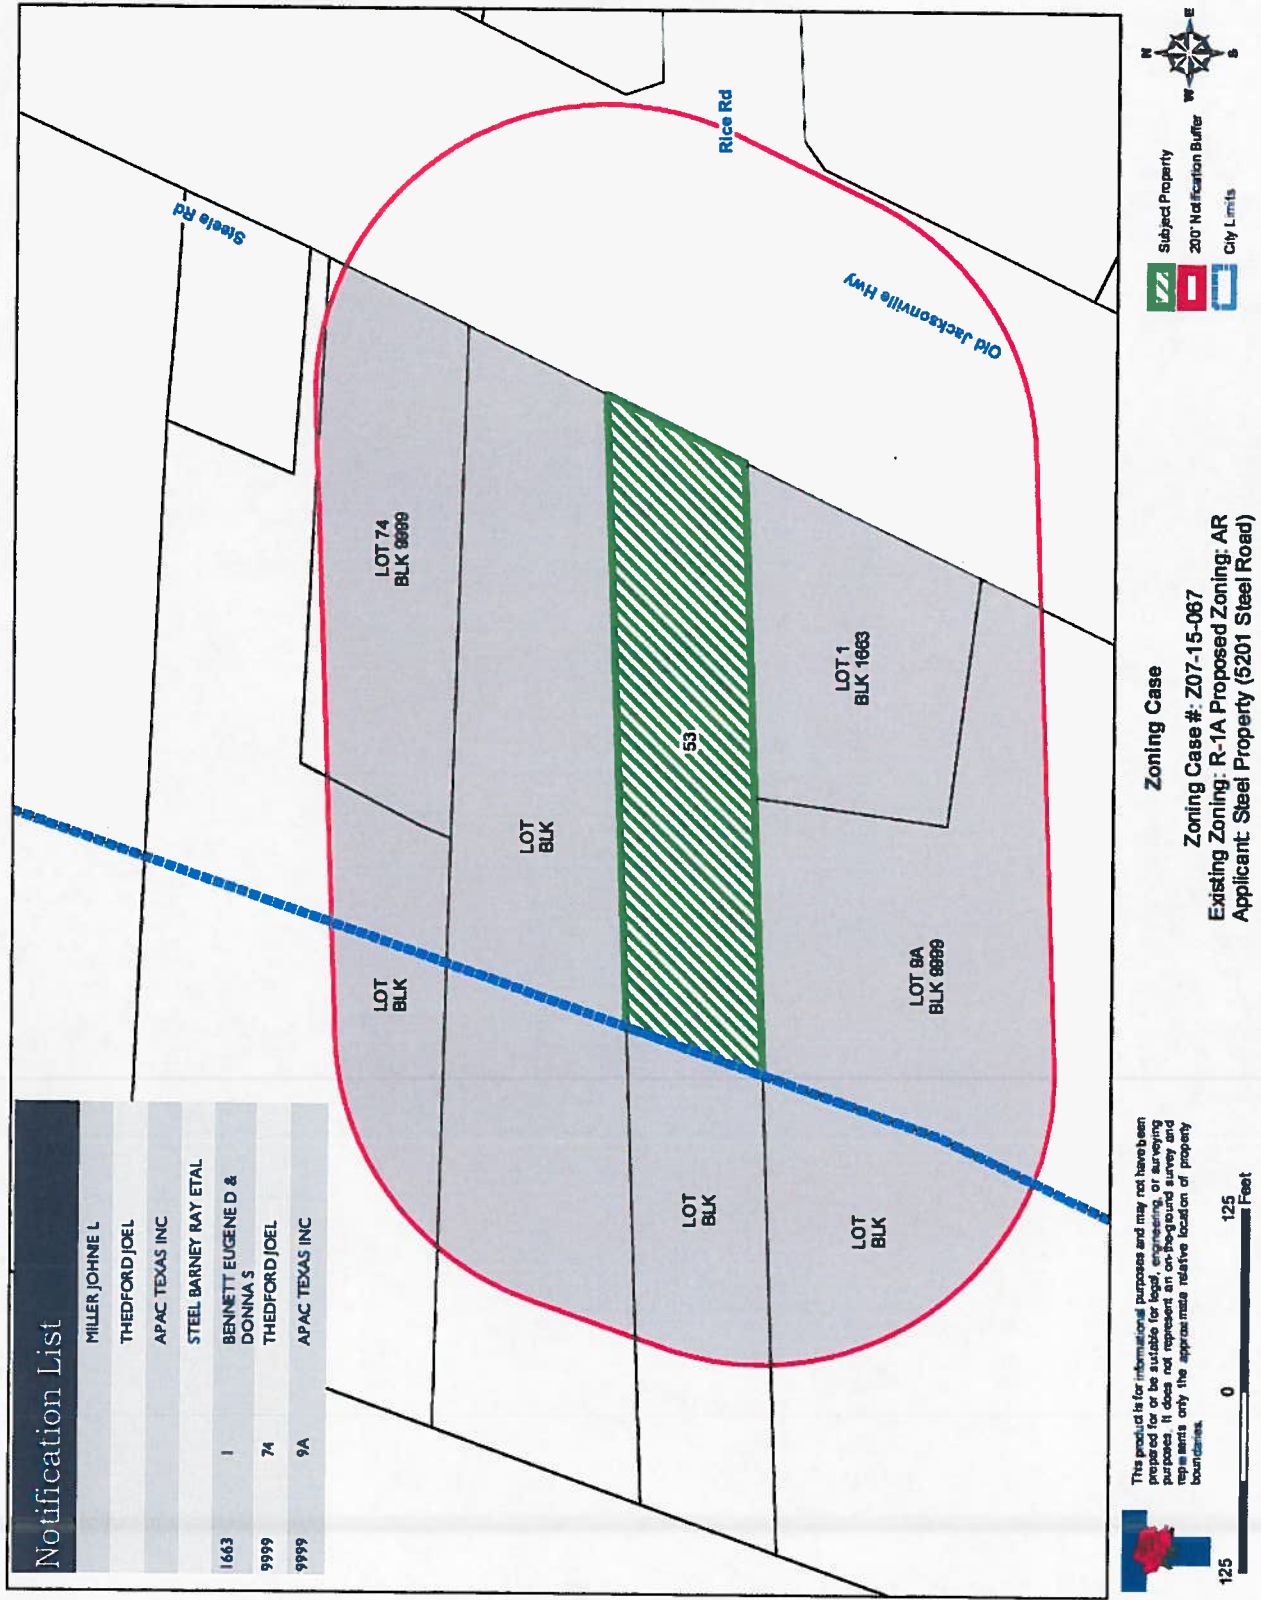 Notification List
MILLER JOHNIE L
THEDFORD JOEL
APAC TEXAS INC
STEEL BARNEY RAY ETAL
1663 1 BENNETT EUGENE D &
DONNA S
9999 74 THEDFORD JOEL
9999 9A APAC TEXAS INC
Steele Rd
Rice Rd
Old Jacksonville Hwy
LOT 74
BLK 9999
LOT
BLK
LOT
BLK
53
LOT 1
BLK 1663
LOT 9A
BLK 9999
LOT
BLK
LOT
BLK
This product is for informational purposes and may not have been
prepared for or be suitable for legal, engineering, or surveying
purposes. It does not represent an on-the-ground survey and
represents only the approximate relative location of property
boundaries.
125 0 125
Feet
Zoning Case
Zoning Case #: Z07-15-067
Existing Zoning: R-1A Proposed Zoning: AR
Applicant: Steel Property (5201 Steel Road)
Subject Property
200' Notification Buffer
City Limits
N
W E
S